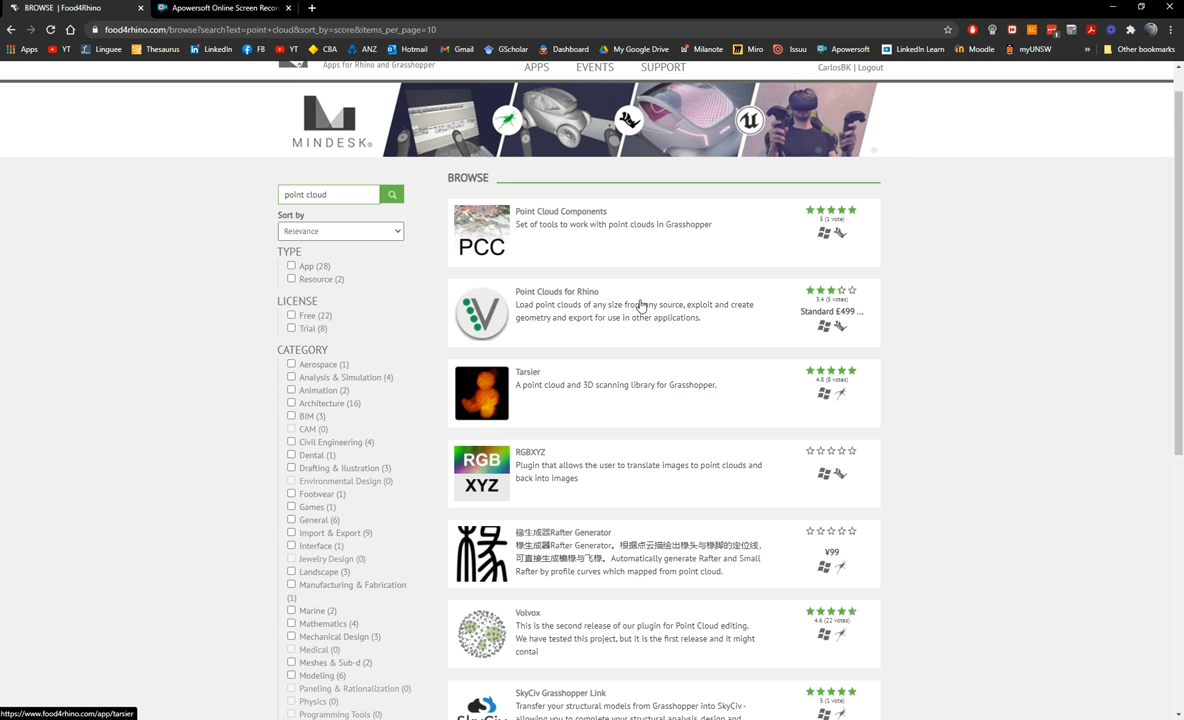 BROWSE | Food4Rhino
Apowersoft Online Screen Recor
food4rhino.com/browse?searchText=point+cloud&sort_by=score&items_per_page=10
Apps YT Linguee Thesaurus LinkedIn FB YT CBA ANZ Hotmail Gmail GScholar Dashboard My Google Drive Milanote Miro Issuu Apowersoft LinkedIn Learn Moodle myUNSW Other bookmarks
Apps for Rhino and Grasshopper
APPS EVENTS SUPPORT
CarlosBK | Logout
MINDESK
point cloud
Sort by
Relevance
TYPE
App (28)
Resource (2)
LICENSE
Free (22)
Trial (8)
CATEGORY
Aerospace (1)
Analysis & Simulation (4)
Animation (2)
Architecture (16)
BIM (3)
CAM (0)
Civil Engineering (4)
Dental (1)
Drafting & Ilustration (3)
Environmental Design (0)
Footwear (1)
Games (1)
General (6)
Import & Export (9)
Interface (1)
Jewelry Design (0)
Landscape (3)
Manufacturing & Fabrication
(1)
Marine (2)
Mathematics (4)
Mechanical Design (3)
Medical (0)
Meshes & Sub-d (2)
Modeling (6)
Paneling & Rationalization (0)
Physics (0)
Programming Tools (0)
BROWSE
PCC
Point Cloud Components
Set of tools to work with point clouds in Grasshopper
5 (1 vote)
Point Clouds for Rhino
Load point clouds of any size from any source, exploit and create
geometry and export for use in other applications.
3.4 (5 votes)
Standard £499 ...
Tarsier
A point cloud and 3D scanning library for Grasshopper.
4.8 (8 votes)
RGB
XYZ
RGBXYZ
Plugin that allows the user to translate images to point clouds and
back into images
椽
椽生成器Rafter Generator
椽生成器Rafter Generator。根据点云描绘出椽头与椽脚的定位线，
可直接生成檐椽与飞椽。Automatically generate Rafter and Small
Rafter by profile curves which mapped from point cloud.
¥99
Volvox
This is the second release of our plugin for Point Cloud editing.
We have tested this project, but it is the first release and it might
contai
4.6 (22 votes)
SkyCiv
SkyCiv Grasshopper Link
Transfer your structural models from Grasshopper into SkyCiv -
allowing you to complete your structural analysis, design and
5 (1 votes)
https://www.food4rhino.com/app/tarsier